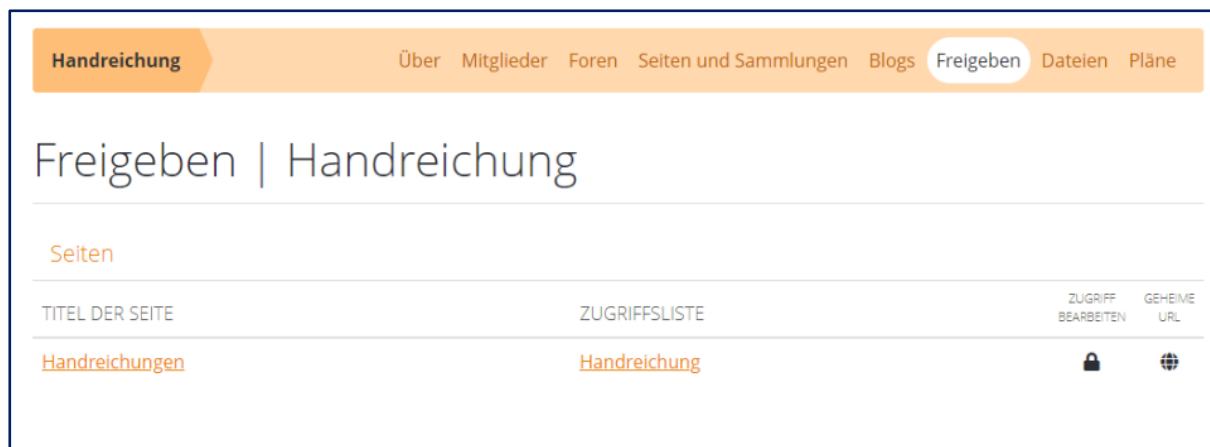 Handreichung Über Mitglieder Foren Seiten und Sammlungen Blogs Freigeben Dateien Pläne
Freigeben | Handreichung
Seiten
TITEL DER SEITE ZUGRIFFSLISTE ZUGRIFF BEARBEITEN GEHEIME URL
Handreichungen Handreichung